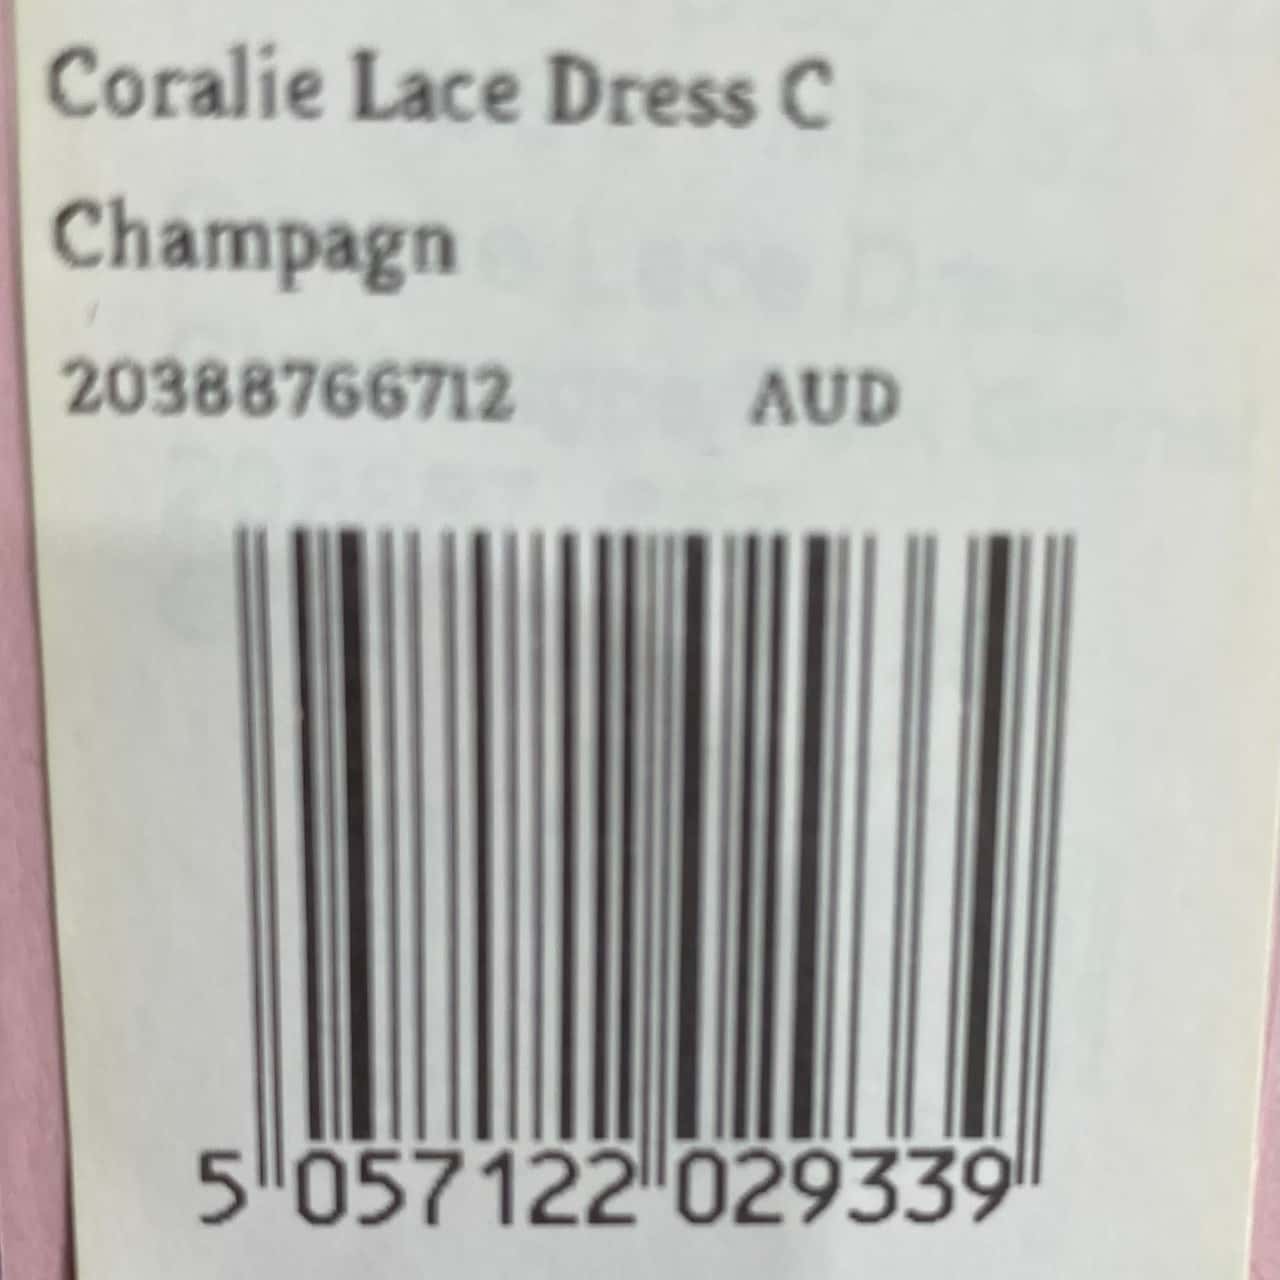 Coralie Lace Dress C
Champagn
20388766712 AUD
5 057122 029339